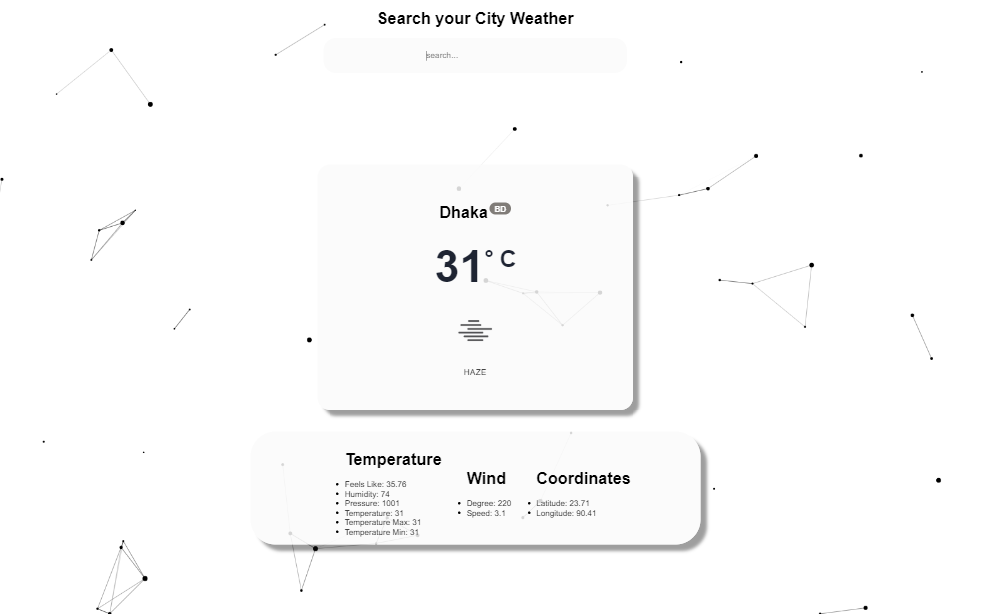 Search your City Weather
search...
Dhaka BD
31° C
HAZE
Temperature
Feels Like: 35.76
Humidity: 74
Pressure: 1001
Temperature: 31
Temperature Max: 31
Temperature Min: 31
Wind
Degree: 220
Speed: 3.1
Coordinates
Latitude: 23.71
Longitude: 90.41